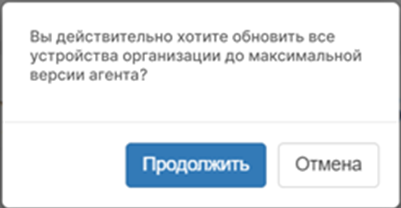 Вы действительно хотите обновить все
устройства организации до максимальной
версии агента?
Продолжить Отмена